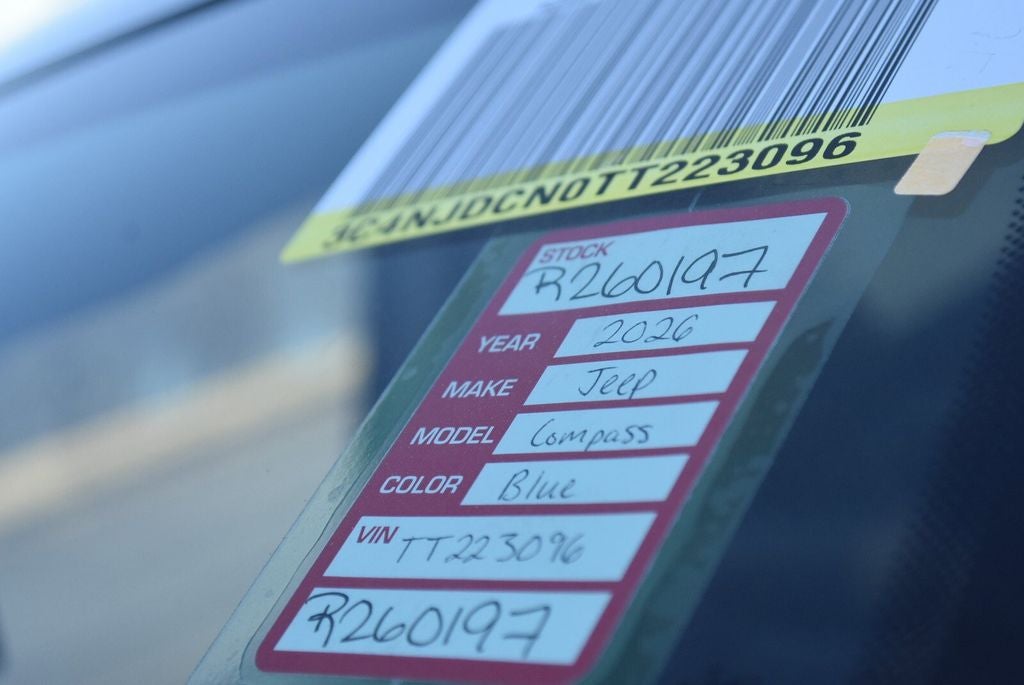 3C4NJDCN0TT223096
STOCK
R260197
YEAR 2026
MAKE Jeep
MODEL Compass
COLOR Blue
VIN TT223096
R260197